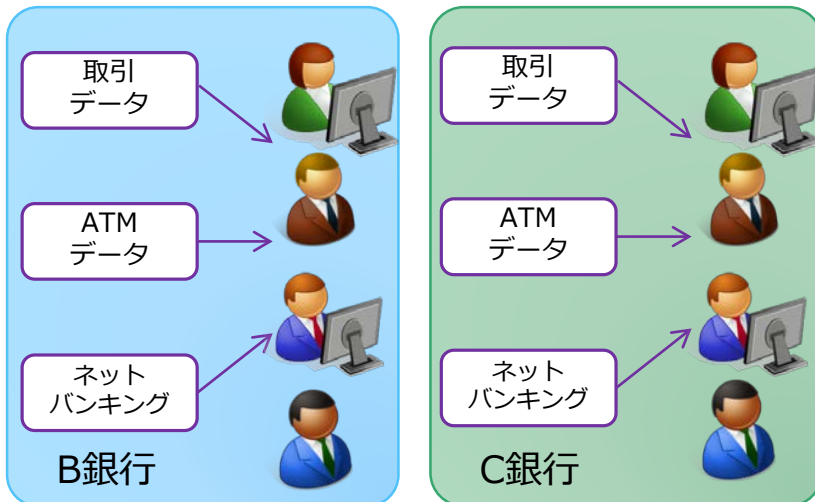 取引
データ
ATM
データ
ネット
バンキング
B銀行
取引
データ
ATM
データ
ネット
バンキング
C銀行